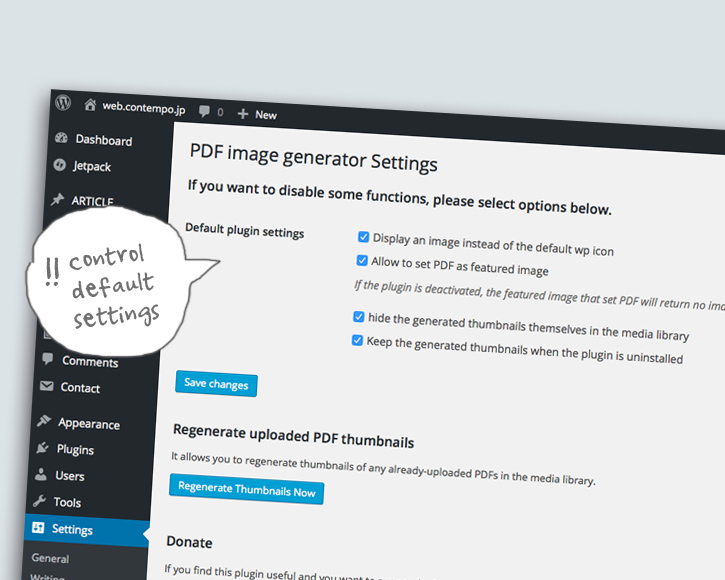 web.contempo.jp 0 New
Dashboard
Jetpack
ARTICLE
Comments
Contact
Appearance
Plugins
Users
Tools
Settings
General
!! control
default
settings
PDF image generator Settings
If you want to disable some functions, please select options below.
Default plugin settings
Display an image instead of the default wp icon
Allow to set PDF as featured image
If the plugin is deactivated, the featured image that set PDF will return no
hide the generated thumbnails themselves in the media library
Keep the generated thumbnails when the plugin is uninstalled
Save changes
Regenerate uploaded PDF thumbnails
It allows you to regenerate thumbnails of any already-uploaded PDFs in the media library.
Regenerate Thumbnails Now
Donate
If you find this plugin useful and you want to